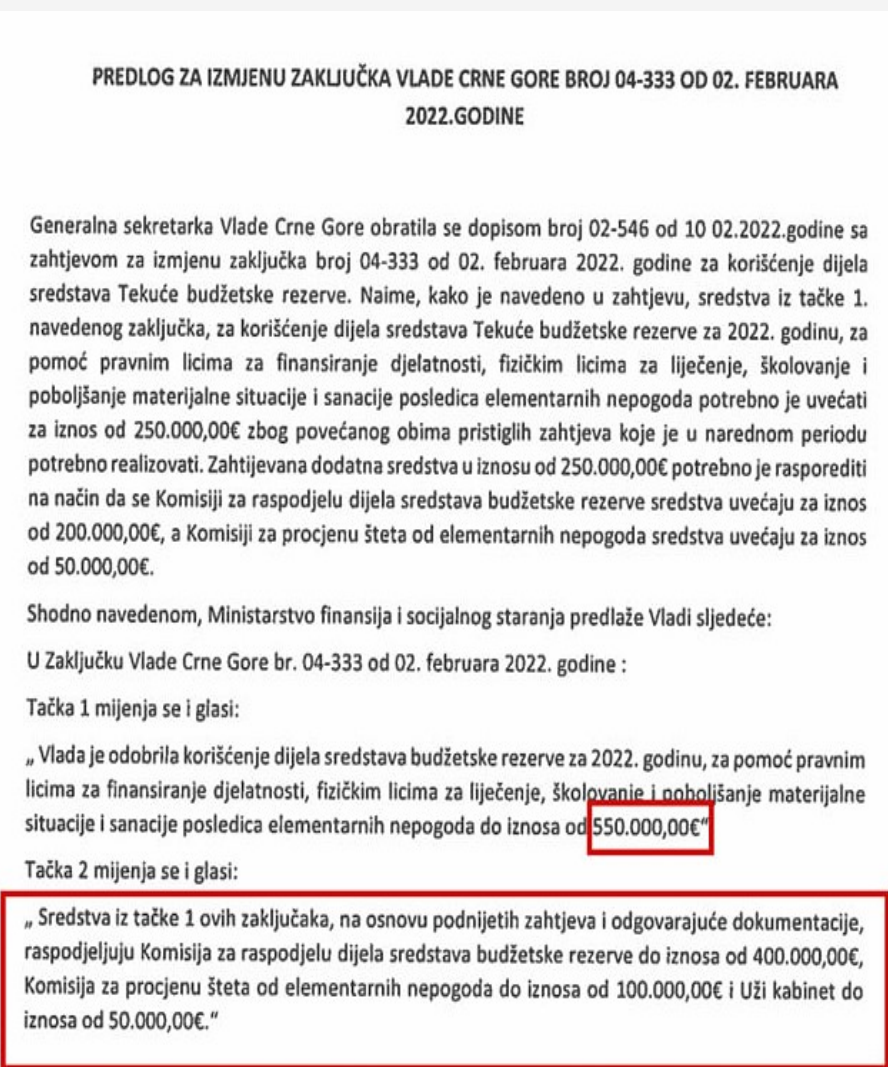 PREDLOG ZA IZMJENU ZAKLJUČKA VLADE CRNE GORE BROJ 04-333 OD 02. FEBRUARA
2022.GODINE
Generalna sekretarka Vlade Crne Gore obratila se dopisom broj 02-546 od 10 02.2022.godine sa
zahtjevom za izmjenu zaključka broj 04-333 od 02. februara 2022. godine za korišćenje dijela
sredstava Tekuće budžetske rezerve. Naime, kako je navedeno u zahtjevu, sredstva iz tačke 1.
navedenog zaključka, za korišćenje dijela sredstava Tekuće budžetske rezerve za 2022. godinu, za
pomoć pravnim licima za finansiranje djelatnosti, fizičkim licima za liječenje, školovanje i
poboljšanje materijalne situacije i sanacije posledica elementarnih nepogoda potrebno je uvećati
za iznos od 250.000,00€ zbog povećanog obima pristiglih zahtjeva koje je u narednom periodu
potrebno realizovati. Zahtijevana dodatna sredstva u iznosu od 250.000,00€ potrebno je rasporediti
na način da se Komisiji za raspodjelu dijela sredstava budžetske rezerve sredstva uvećaju za iznos
od 200.000,00€, a Komisiji za procjenu šteta od elementarnih nepogoda sredstva uvećaju za iznos
od 50.000,00€.
Shodno navedenom, Ministarstvo finansija i socijalnog staranja predlaže Vladi sljedeće:
U Zaključku Vlade Crne Gore br. 04-333 od 02. februara 2022. godine :
Tačka 1 mijenja se i glasi:
„ Vlada je odobrila korišćenje dijela sredstava budžetske rezerve za 2022. godinu, za pomoć pravnim
licima za finansiranje djelatnosti, fizičkim licima za liječenje, školovanje i poboljšanje materijalne
situacije i sanacije posledica elementarnih nepogoda do iznosa od 550.000,00€“
Tačka 2 mijenja se i glasi:
„ Sredstva iz tačke 1 ovih zaključaka, na osnovu podnijetih zahtjeva i odgovarajuće dokumentacije,
raspodjeljuju Komisija za raspodjelu dijela sredstava budžetske rezerve do iznosa od 400.000,00€,
Komisija za procjenu šteta od elementarnih nepogoda do iznosa od 100.000,00€ i Uži kabinet do
iznosa od 50.000,00€.“